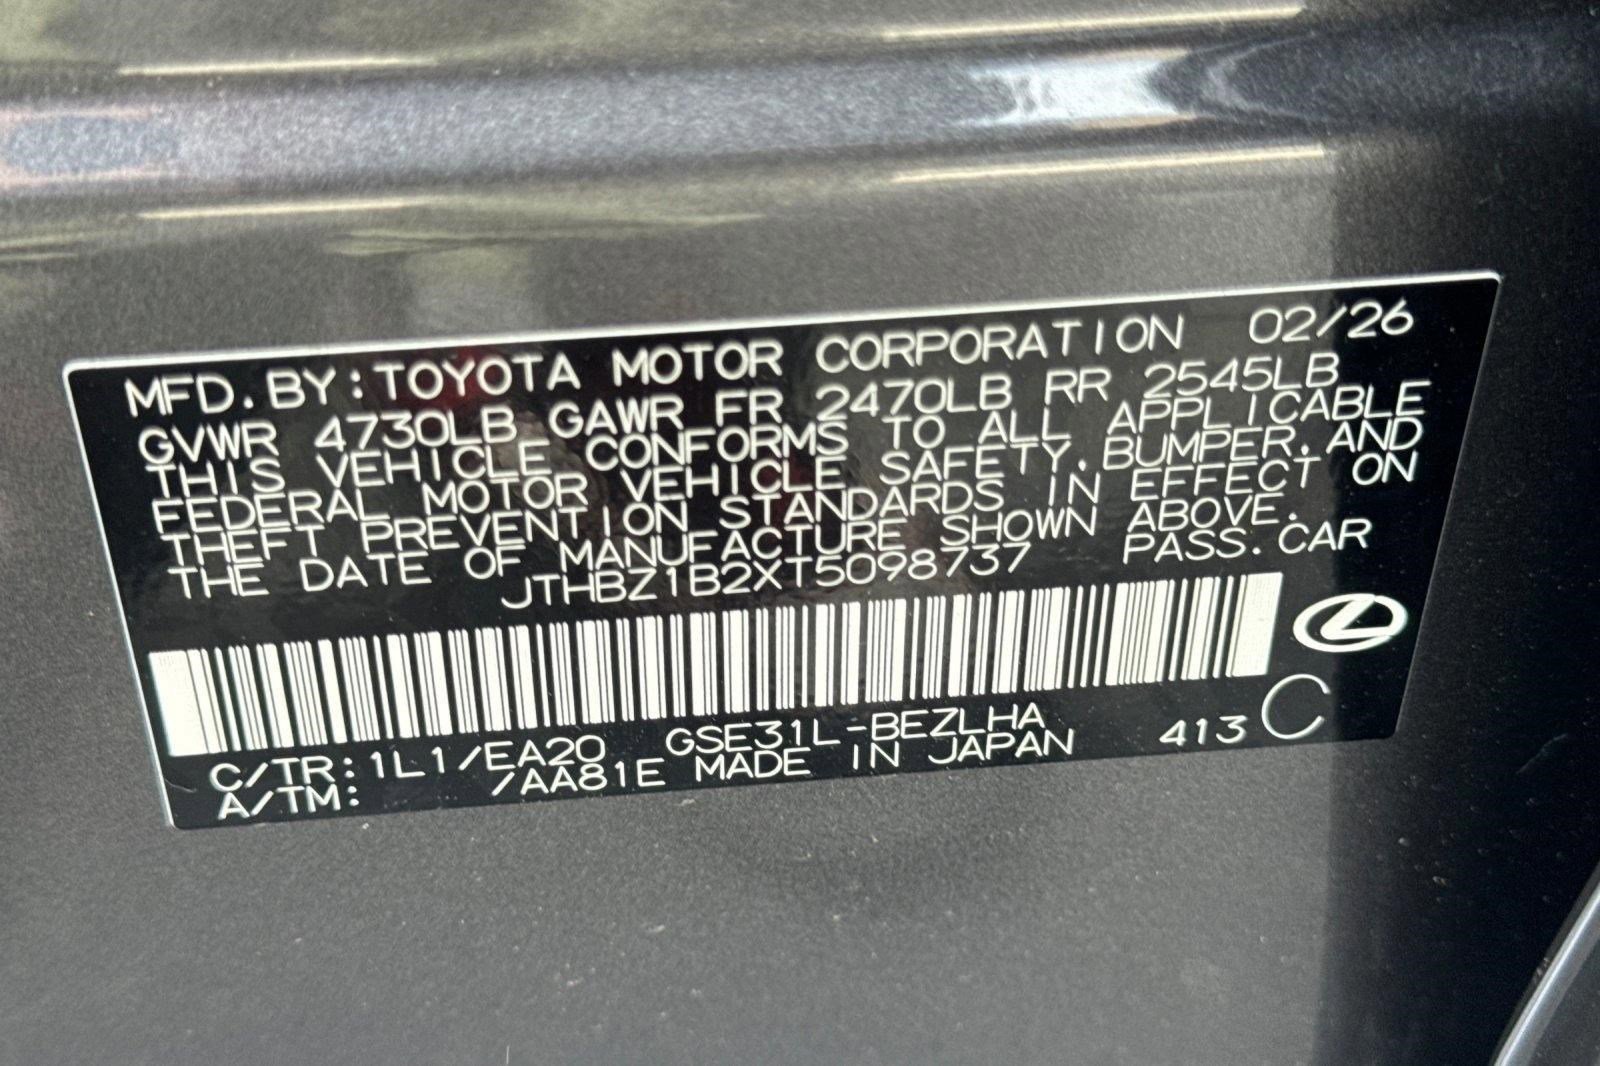 MFD. BY: TOYOTA MOTOR CORPORATION 02/26
GVWR 4730LB GAWR FR 2470LB RR 2545LB
THIS VEHICLE CONFORMS TO ALL APPLICABLE
FEDERAL MOTOR VEHICLE SAFETY, BUMPER, AND
THEFT PREVENTION STANDARDS IN EFFECT ON
THE DATE OF MANUFACTURE SHOWN ABOVE.
JTHBZ1B2XT5098737 PASS. CAR
C/TR: 1L1/EA20 GSE31L-BEZLHA 413 C
A/TM: /AA81E MADE IN JAPAN